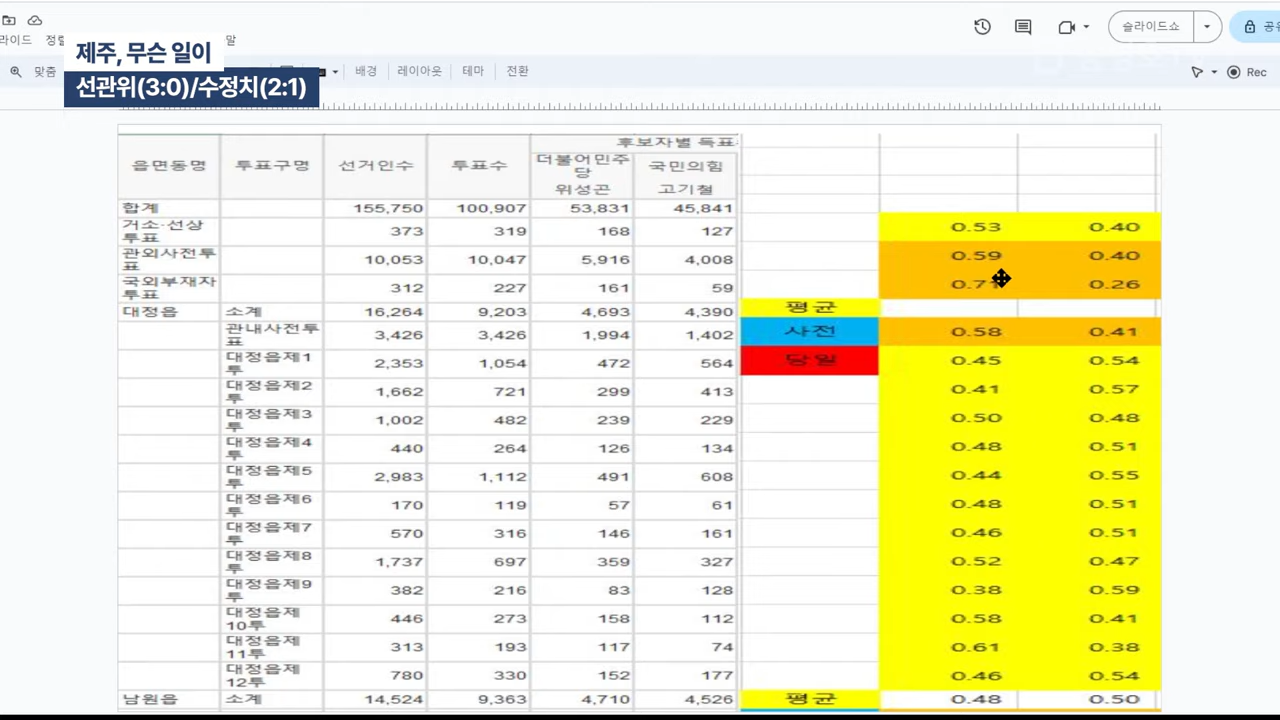 라이드
정렬
말
제주, 무슨 일이
선관위(3:0)/수정치(2:1)
맞춤
배경
레이아웃
테마
전환
슬라이드쇼
공유
Rec
후보자별 득표
읍면동명 투표구명 선거인수 투표수 더불어민주당 위성곤 국민의힘 고기철
합계 155,750 100,907 53,831 45,841
거소·선상투표 373 319 168 127 0.53 0.40
관외사전투표 10,053 10,047 5,916 4,008 0.59 0.40
국외부재자투표 312 227 161 59 0.26
대정읍 소계 16,264 9,203 4,693 4,390 평균
관내사전투표 3,426 3,426 1,994 1,402 사전 0.58 0.41
대정읍제1투 2,353 1,054 472 564 당일 0.45 0.54
대정읍제2투 1,662 721 299 413 0.41 0.57
대정읍제3투 1,002 482 239 229 0.50 0.48
대정읍제4투 440 264 126 134 0.48 0.51
대정읍제5투 2,983 1,112 491 608 0.44 0.55
대정읍제6투 170 119 57 61 0.48 0.51
대정읍제7투 570 316 146 161 0.46 0.51
대정읍제8투 1,737 697 359 327 0.52 0.47
대정읍제9투 382 216 83 128 0.38 0.59
대정읍제10투 446 273 158 112 0.58 0.41
대정읍제11투 313 193 117 74 0.61 0.38
대정읍제12투 780 330 152 177 0.46 0.54
남원읍 소계 14,524 9,363 4,710 4,526 평균 0.48 0.50